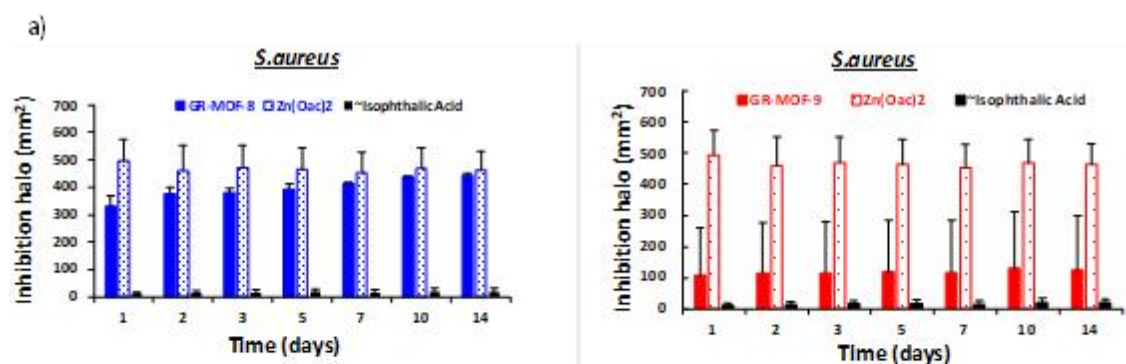 a)
S.aureus
GR-MOF-8 Zn(Oac)2 ~Isophthalic Acid
Inhibition halo (mm²)
700
600
500
400
300
200
100
0
1 2 3 5 7 10 14
Time (days)
S.aureus
GR-MOF-9 Zn(Oac)2 ~Isophthalic Acid
Inhibition halo (mm²)
700
600
500
400
300
200
100
0
1 2 3 5 7 10 14
Time (days)